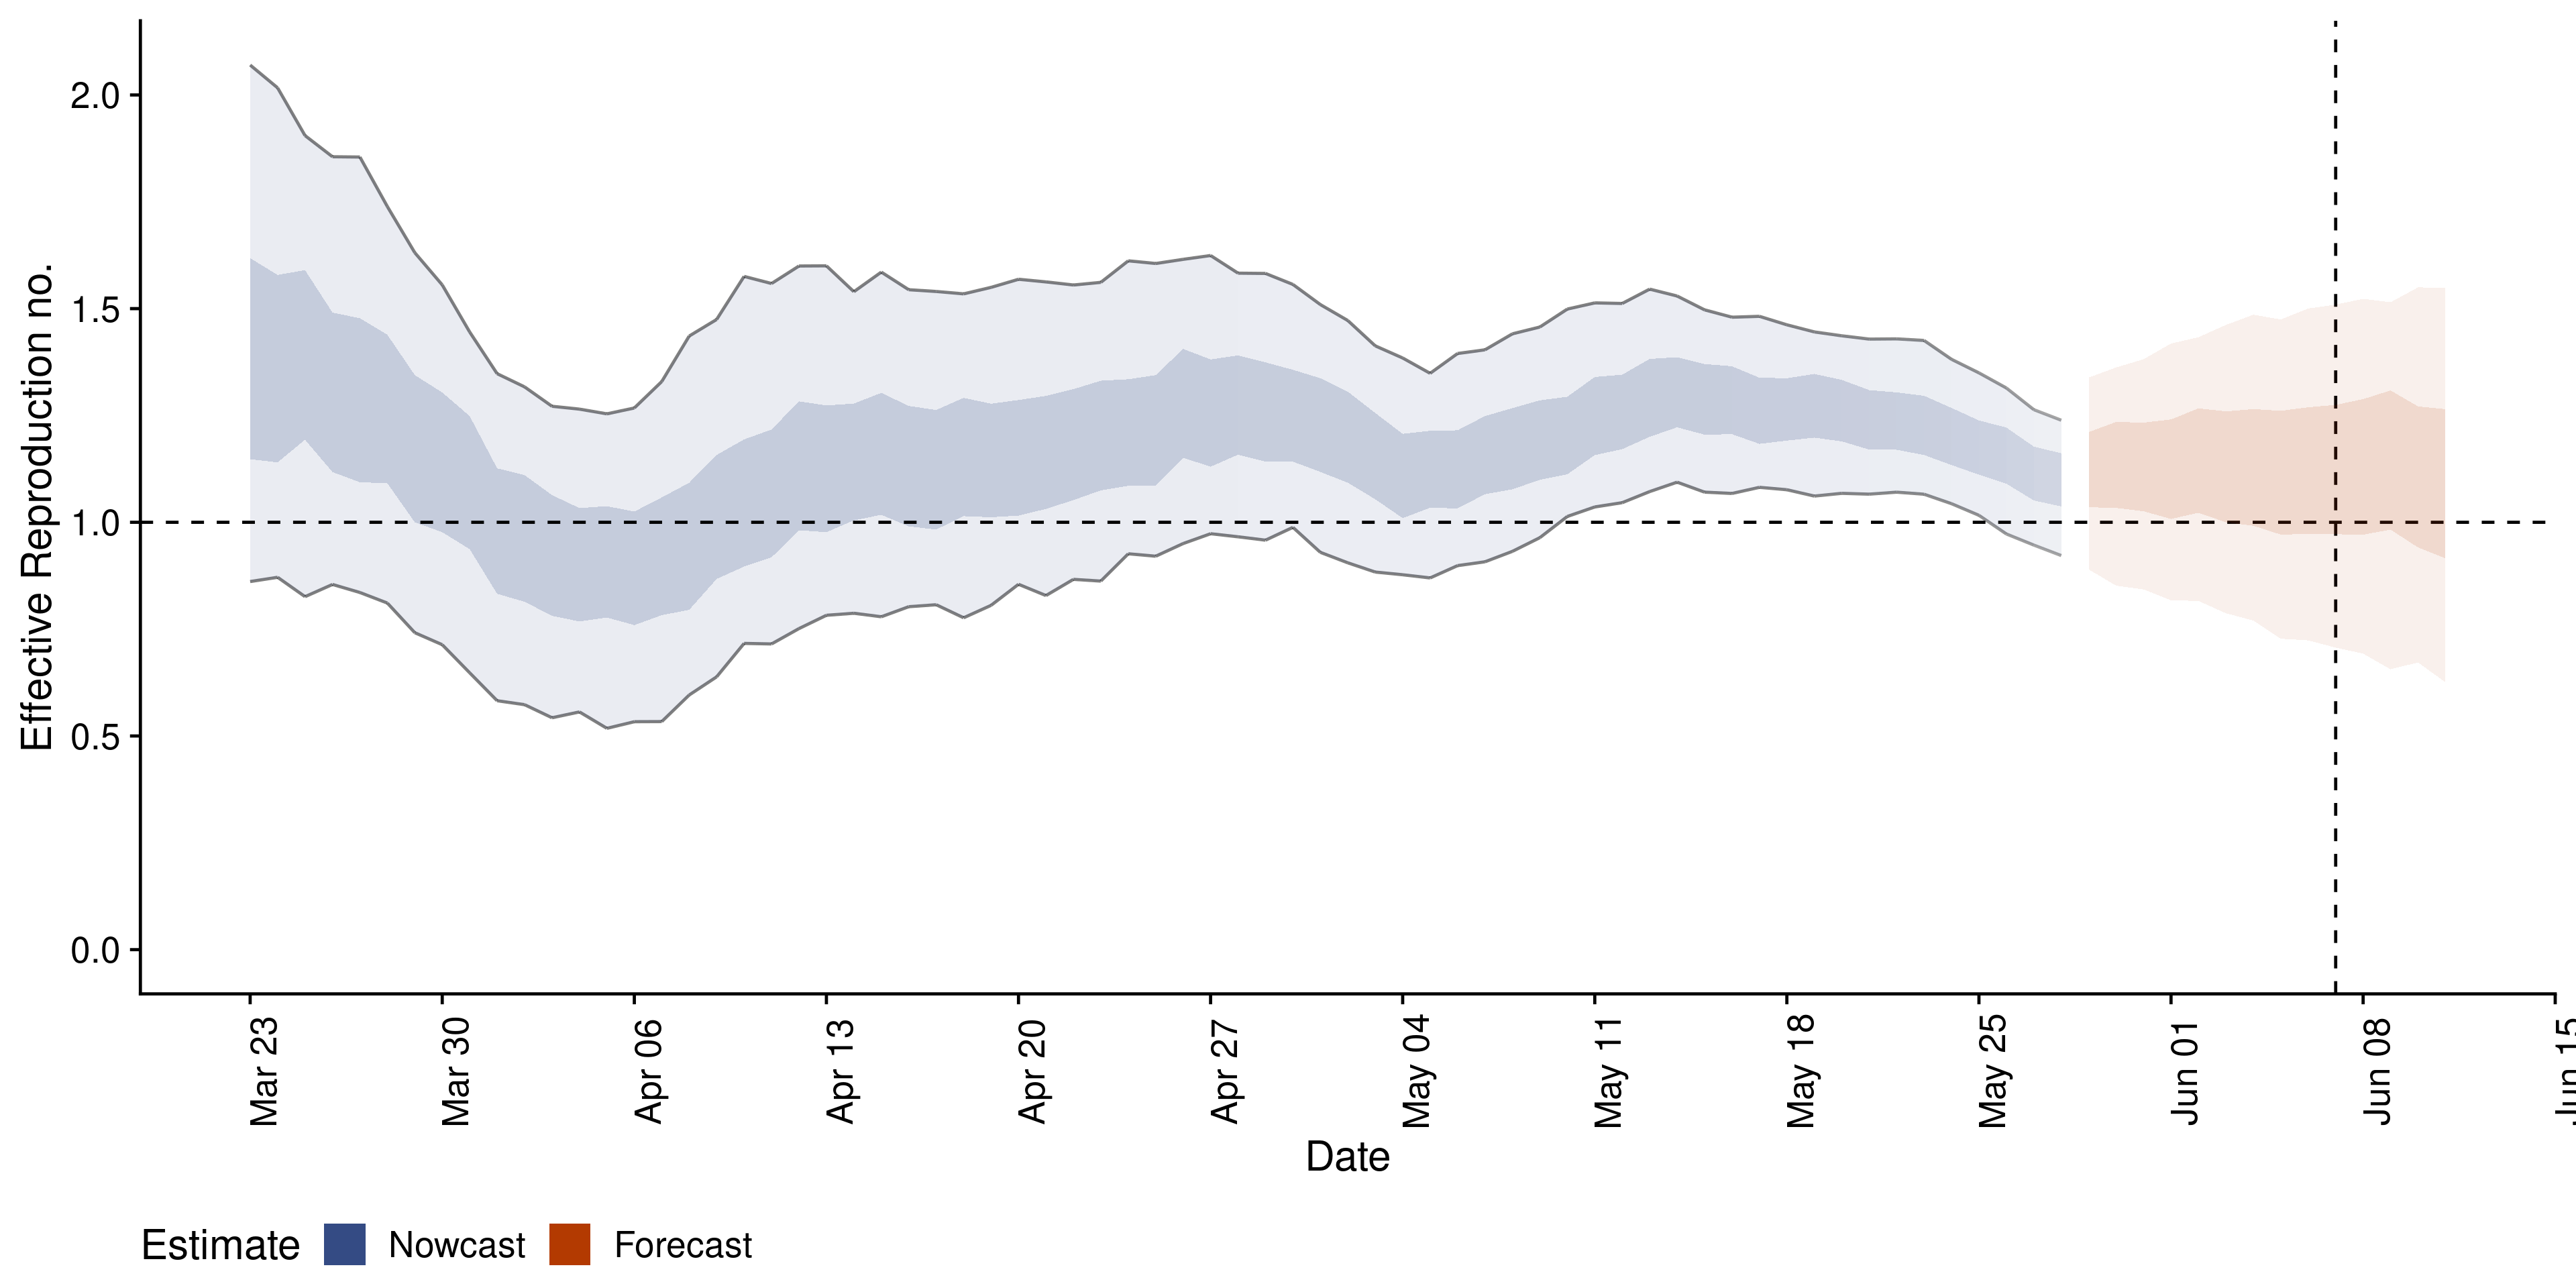 Effective Reproduction no.
2.0
1.5
1.0
0.5
0.0
Mar 23
Mar 30
Apr 06
Apr 13
Apr 20
Apr 27
May 04
May 11
May 18
May 25
Jun 01
Jun 08
Jun 15
Date
Estimate Nowcast Forecast